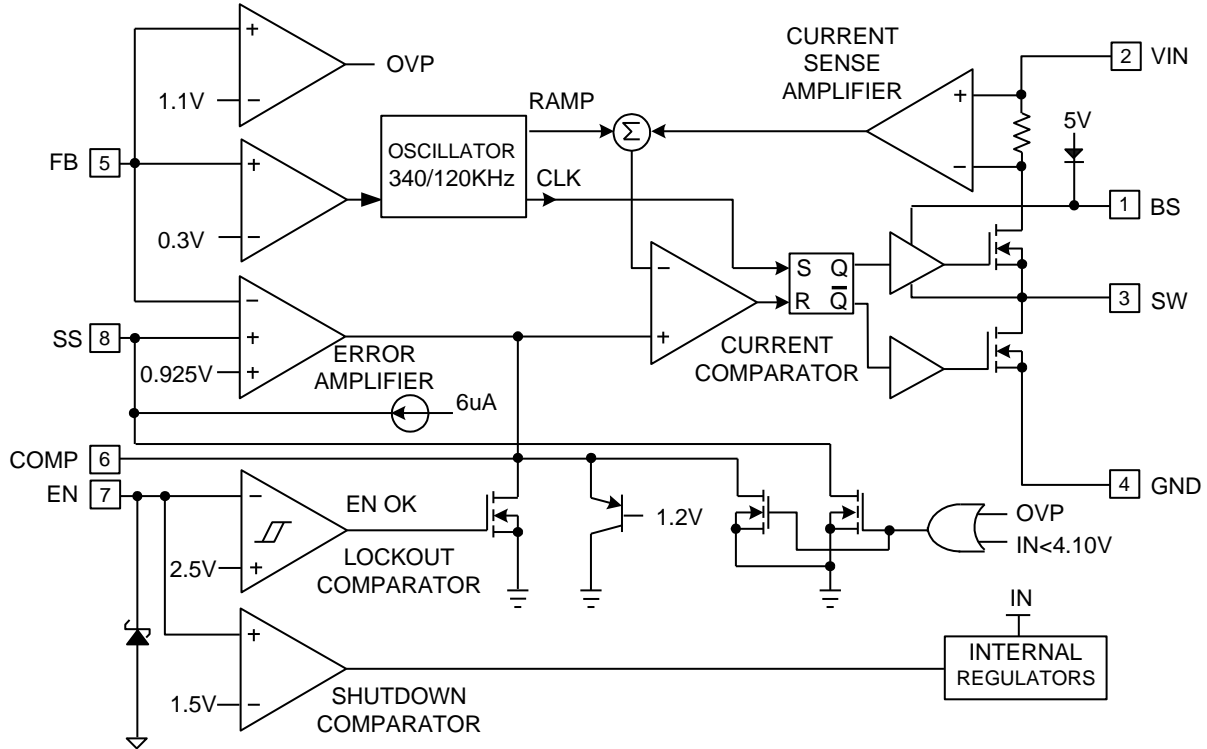 CURRENT
SENSE
AMPLIFIER
+
−
2 VIN
+
OVP
1.1V
−
RAMP
Σ
5V
FB 5
+
OSCILLATOR
340/120KHz
CLK
0.3V
−
1 BS
−
S Q
R Q̅
+
CURRENT
COMPARATOR
3 SW
SS 8
−
+
0.925V
+
ERROR
AMPLIFIER
6uA
COMP 6
EN 7
−
EN OK
2.5V
+
LOCKOUT
COMPARATOR
1.2V
4 GND
OVP
IN<4.10V
IN
INTERNAL
REGULATORS
+
1.5V
−
SHUTDOWN
COMPARATOR